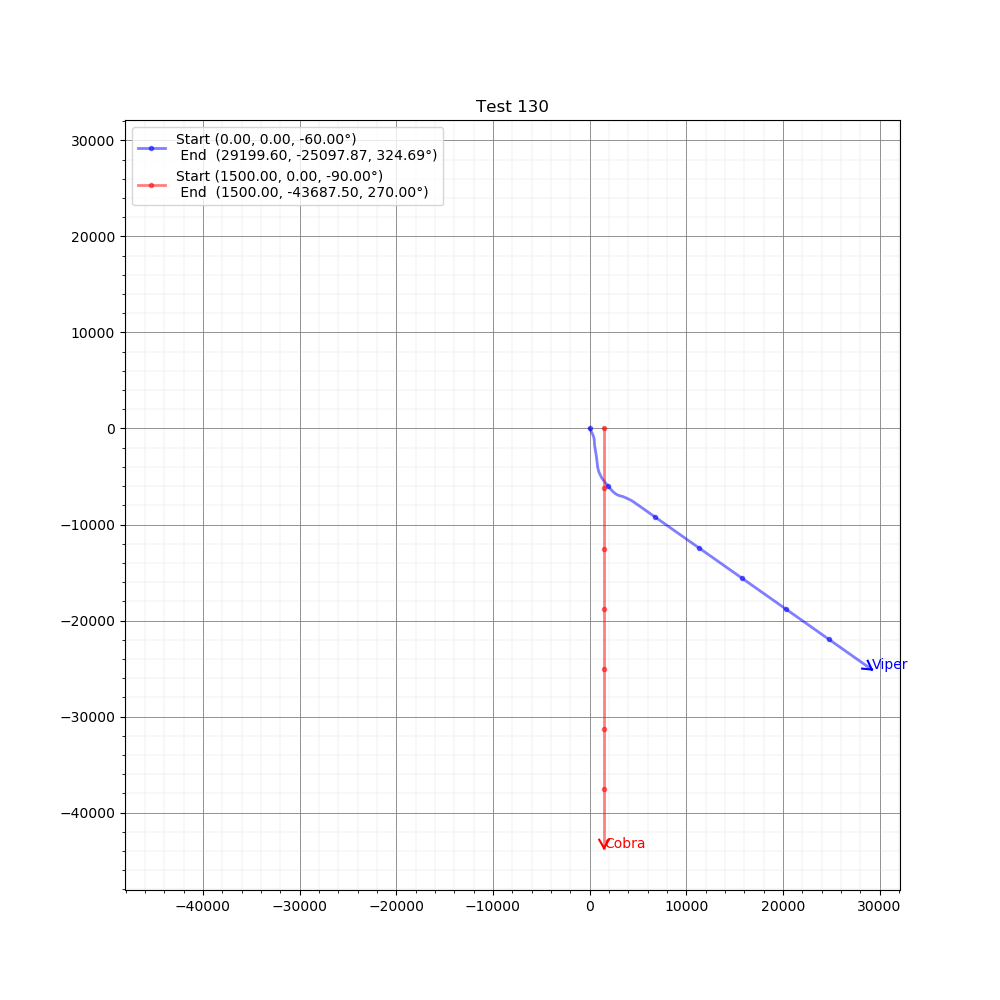 Test 130
Start (0.00, 0.00, -60.00°)
End  (29199.60, -25097.87, 324.69°)
Start (1500.00, 0.00, -90.00°)
End  (1500.00, -43687.50, 270.00°)
30000
20000
10000
0
−10000
−20000
−30000
−40000
Viper
Cobra
−40000 −30000 −20000 −10000 0 10000 20000 30000